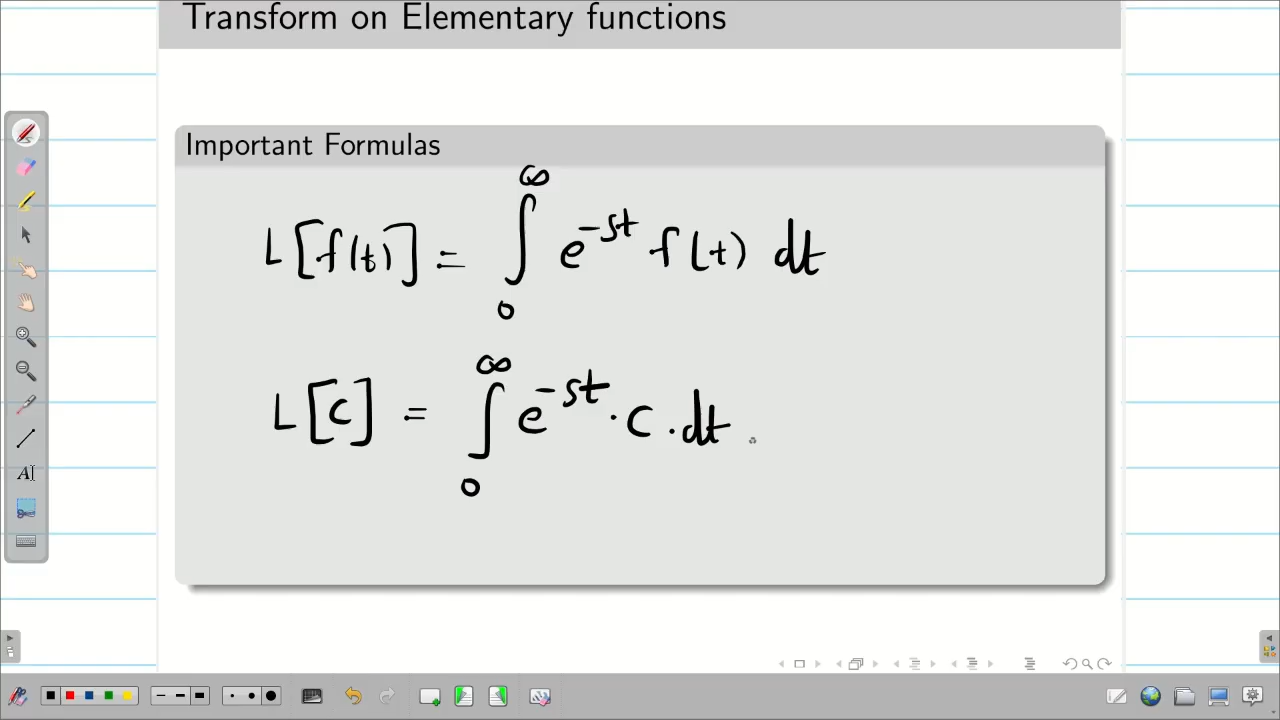 Transform on Elementary functions
Important Formulas
L[f(t)] = ∫₀^∞ e^{-st} f(t) dt
L[c] = ∫₀^∞ e^{-st} · c · dt